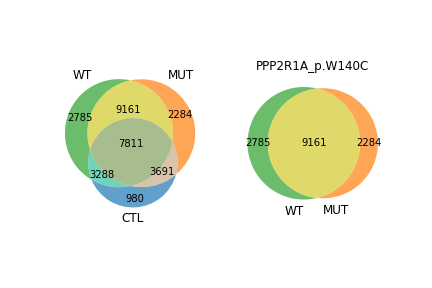 WT MUT
2785 9161 2284
7811
3288 3691
980
CTL
PPP2R1A_p.W140C
2785 9161 2284
WT MUT